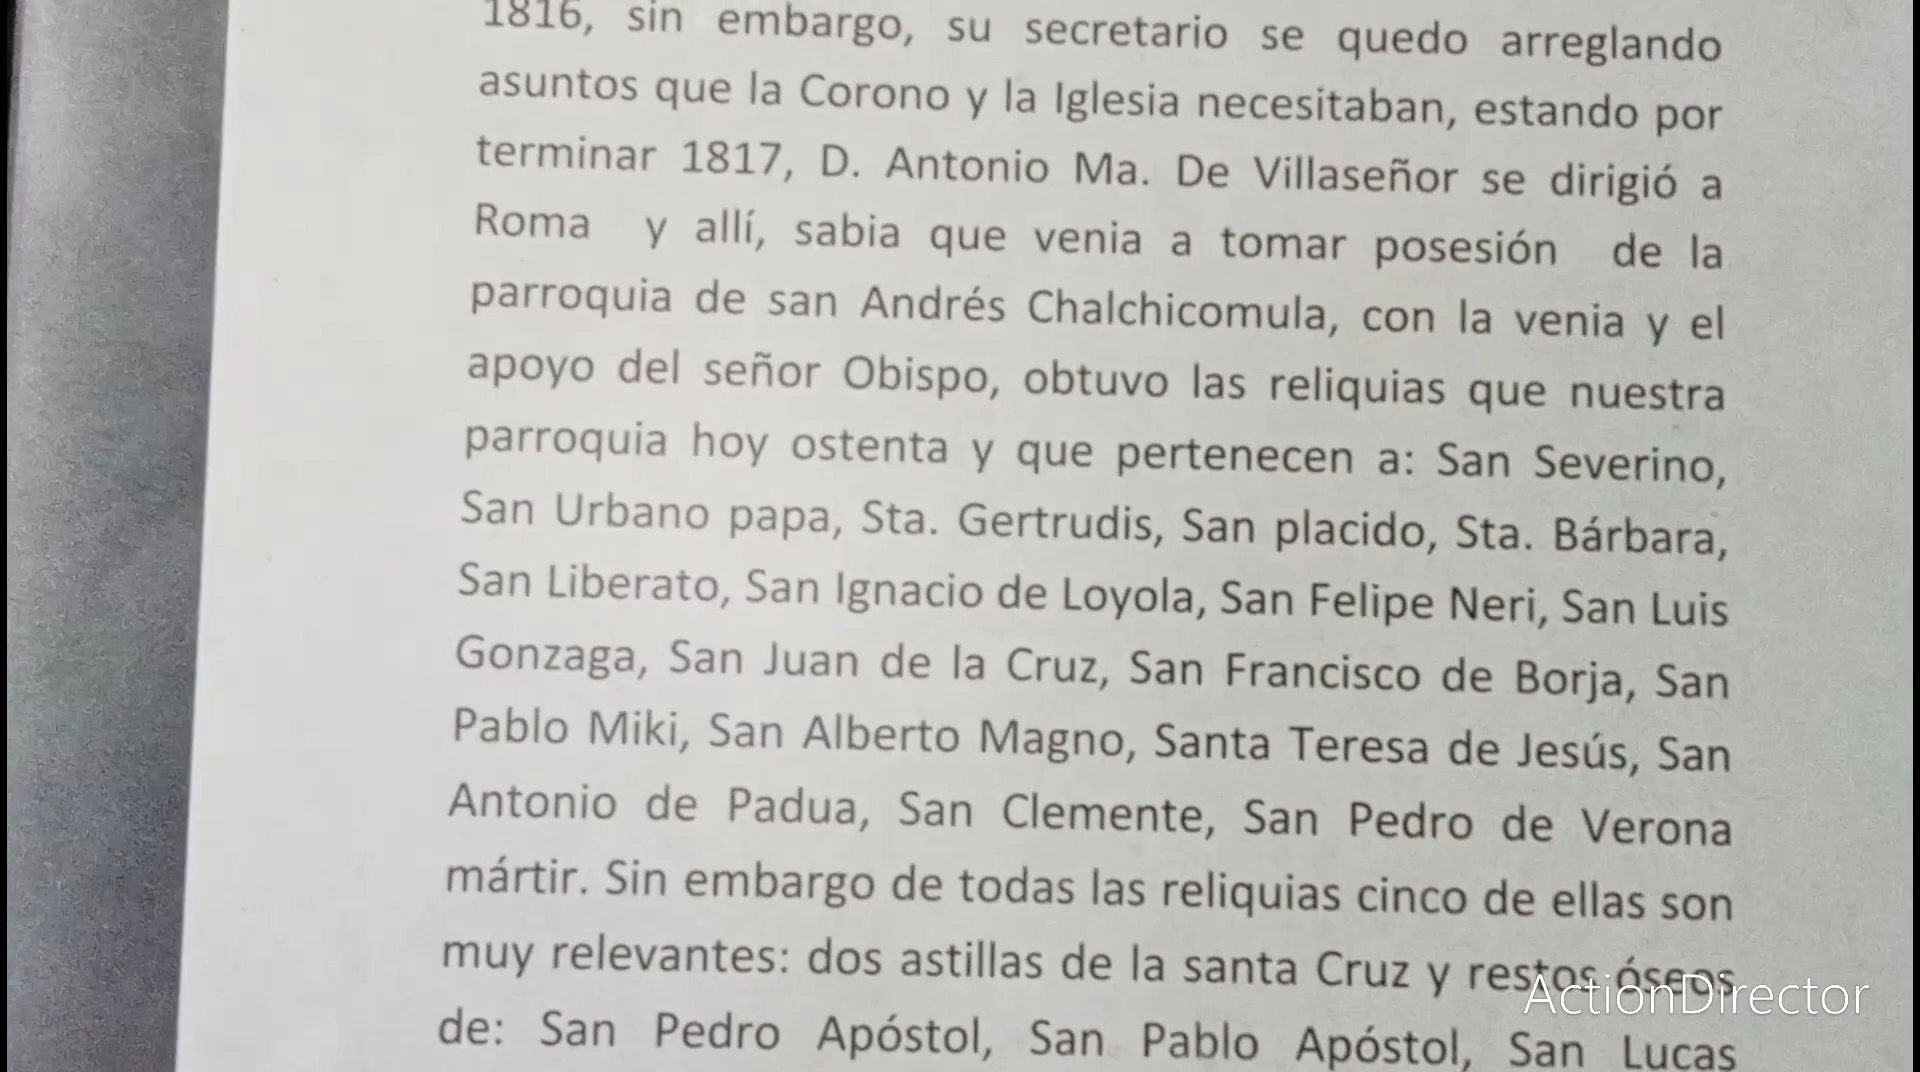 1816, sin embargo, su secretario se quedo arreglando
asuntos que la Corono y la Iglesia necesitaban, estando por
terminar 1817, D. Antonio Ma. De Villaseñor se dirigió a
Roma y allí, sabia que venia a tomar posesión de la
parroquia de san Andrés Chalchicomula, con la venia y el
apoyo del señor Obispo, obtuvo las reliquias que nuestra
parroquia hoy ostenta y que pertenecen a: San Severino,
San Urbano papa, Sta. Gertrudis, San placido, Sta. Bárbara,
San Liberato, San Ignacio de Loyola, San Felipe Neri, San Luis
Gonzaga, San Juan de la Cruz, San Francisco de Borja, San
Pablo Miki, San Alberto Magno, Santa Teresa de Jesús, San
Antonio de Padua, San Clemente, San Pedro de Verona
mártir. Sin embargo de todas las reliquias cinco de ellas son
muy relevantes: dos astillas de la santa Cruz y restos óseos
de: San Pedro Apóstol, San Pablo Apóstol, San Lucas
ActionDirector